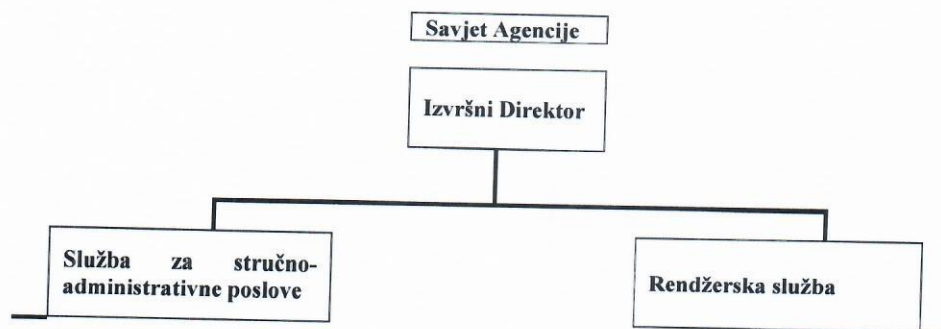 Savjet Agencije
Izvršni Direktor
Služba za stručno-
administrativne poslove
Rendžerska služba